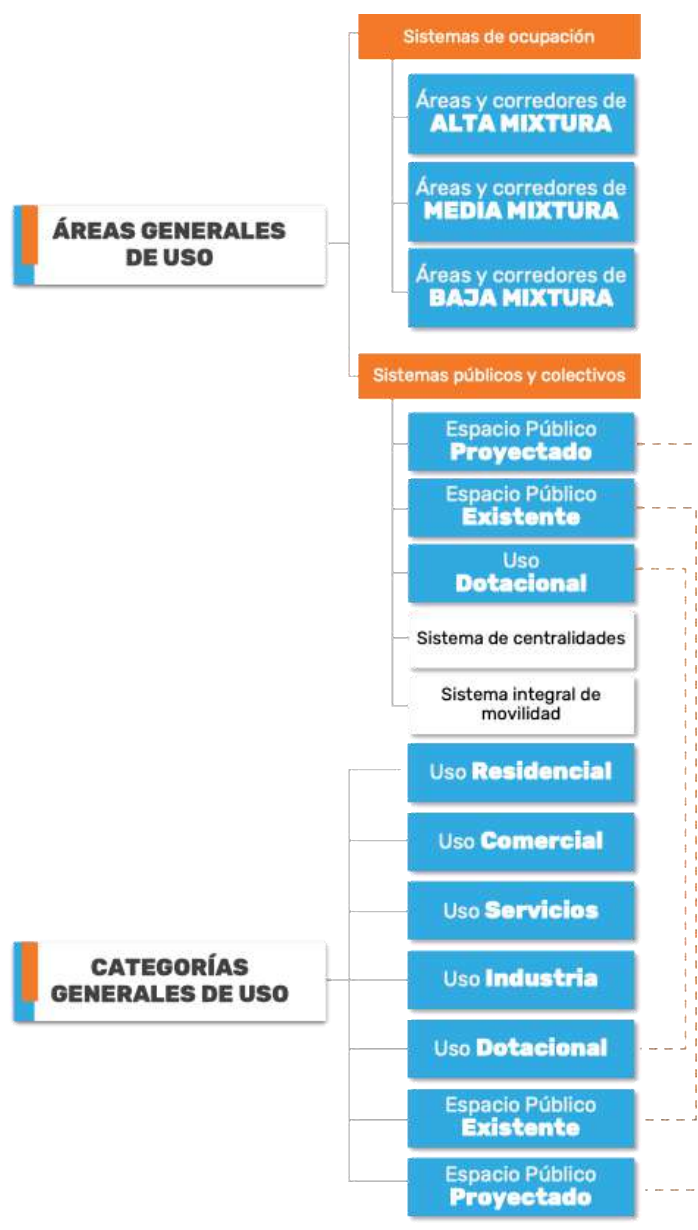 Sistemas de ocupación
Áreas y corredores de
ALTA MIXTURA
Áreas y corredores de
MEDIA MIXTURA
ÁREAS GENERALES
DE USO
Áreas y corredores de
BAJA MIXTURA
Sistemas públicos y colectivos
Espacio Público
Proyectado
Espacio Público
Existente
Uso
Dotacional
Sistema de centralidades
Sistema integral de
movilidad
Uso Residencial
Uso Comercial
Uso Servicios
CATEGORÍAS
GENERALES DE USO
Uso Industria
Uso Dotacional
Espacio Público
Existente
Espacio Público
Proyectado